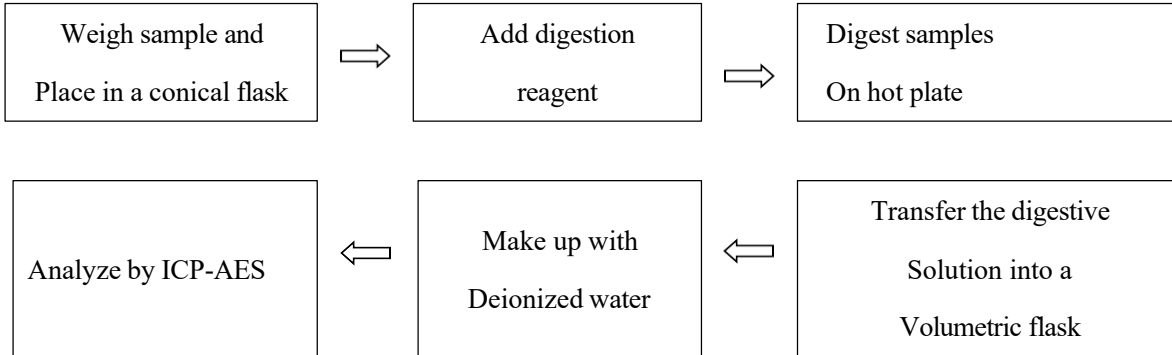 Weigh sample and
Place in a conical flask
Add digestion
reagent
Digest samples
On hot plate
Transfer the digestive
Solution into a
Volumetric flask
Make up with
Deionized water
Analyze by ICP-AES